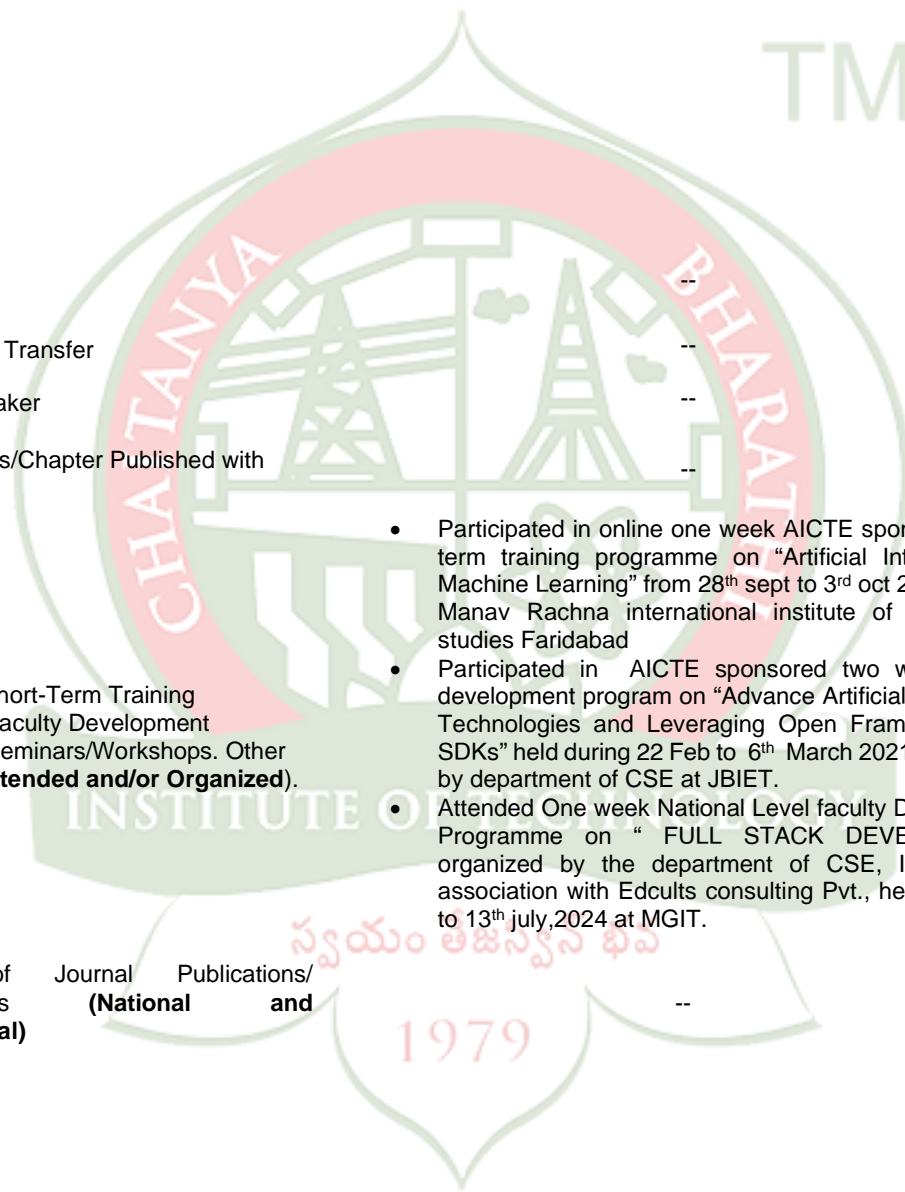 TM
CHAITANYA BHARATHI
--
Transfer
--
aker
--
s/Chapter Published with
--
• Participated in online one week AICTE spor
term training programme on “Artificial Int
Machine Learning” from 28th sept to 3rd oct 2
Manav Rachna international institute of
studies Faridabad
• Participated in AICTE sponsored two w
development program on “Advance Artificial
Technologies and Leveraging Open Fram
SDKs” held during 22 Feb to 6th March 2021
by department of CSE at JBIET.
• Attended One week National Level faculty D
Programme on “ FULL STACK DEVE
organized by the department of CSE, I
association with Edcults consulting Pvt., he
to 13th july,2024 at MGIT.
hort-Term Training
aculty Development
eminars/Workshops. Other
tended and/or Organized).
INSTITUTE OF TECHNOLOGY
స్వయం తేజస్విన్ భవ
of Journal Publications/
s (National and
al)
--
1979